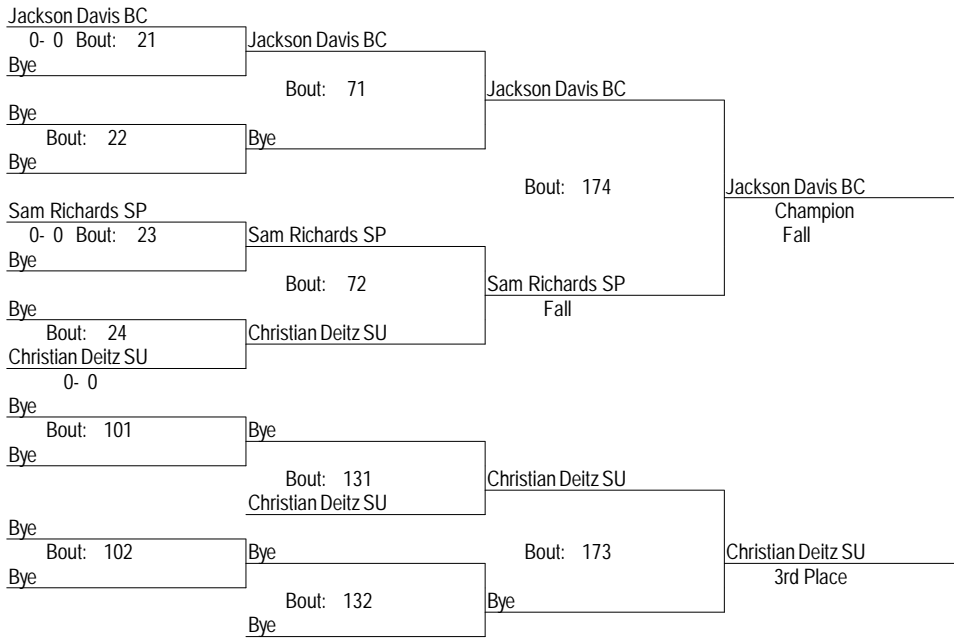 Jackson Davis BC
0- 0 Bout: 21
Jackson Davis BC
Bye
Bout: 71
Jackson Davis BC
Bye
Bout: 22
Bye
Bye
Bout: 174
Jackson Davis BC
Sam Richards SP
Champion
0- 0 Bout: 23
Sam Richards SP
Fall
Bye
Bout: 72
Sam Richards SP
Bye
Fall
Bout: 24
Christian Deitz SU
Christian Deitz SU
0- 0
Bye
Bout: 101
Bye
Bye
Bout: 131
Christian Deitz SU
Christian Deitz SU
Bye
Bout: 102
Bye
Bout: 173
Christian Deitz SU
Bye
3rd Place
Bout: 132
Bye
Bye